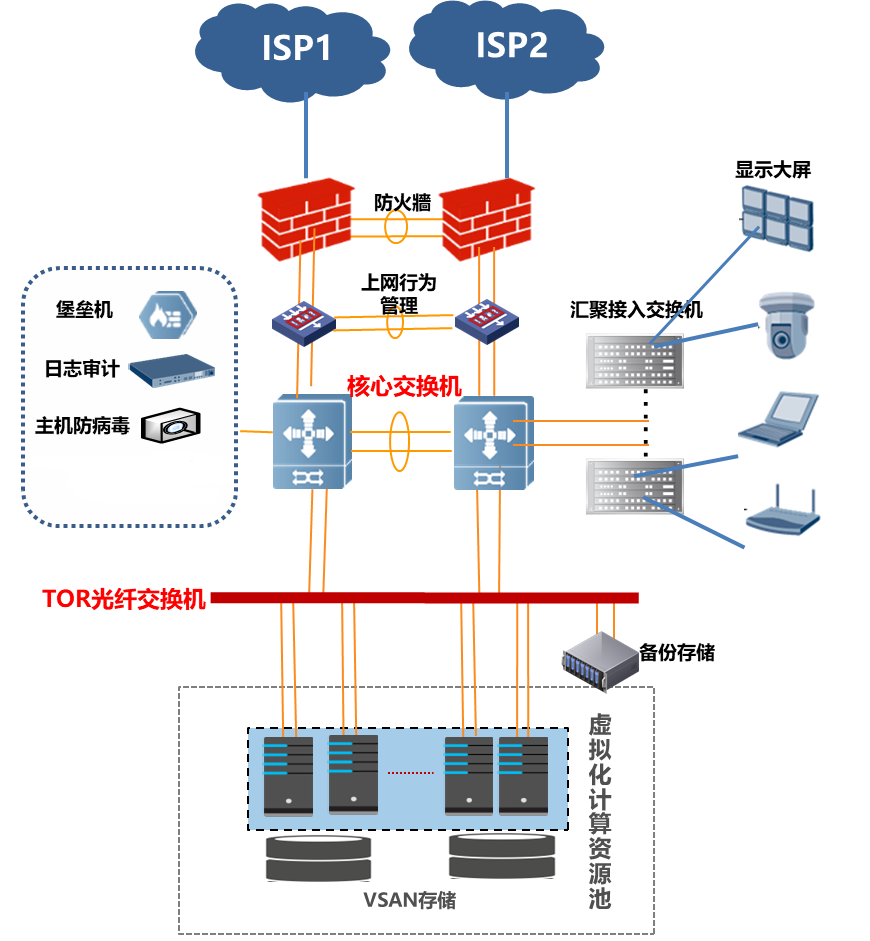 ISP1
ISP2
显示大屏
防火牆
上网行为
管理
汇聚接入交换机
堡垒机
日志审计
主机防病毒
核心交换机
TOR光纤交换机
备份存储
虚拟化计算资源池
VSAN存储